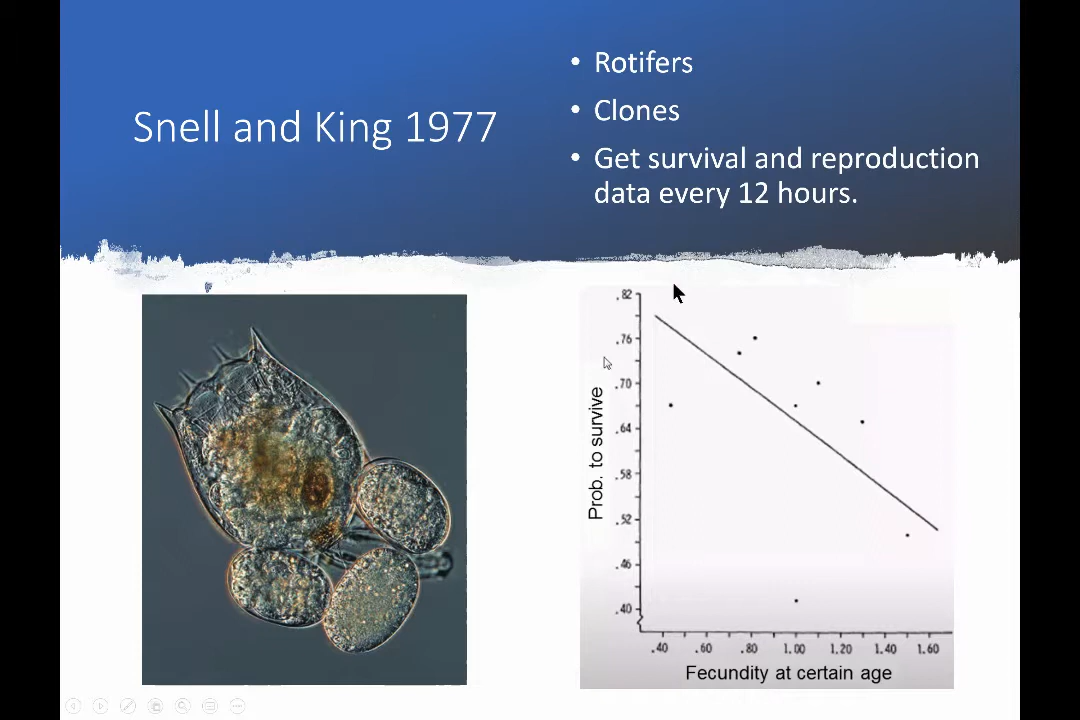 Snell and King 1977
• Rotifers
• Clones
• Get survival and reproduction
data every 12 hours.
.82
.76
.70
.64
.58
.52
.46
.40
Prob. to survive
.40 .60 .80 1.00 1.20 1.40 1.60
Fecundity at certain age